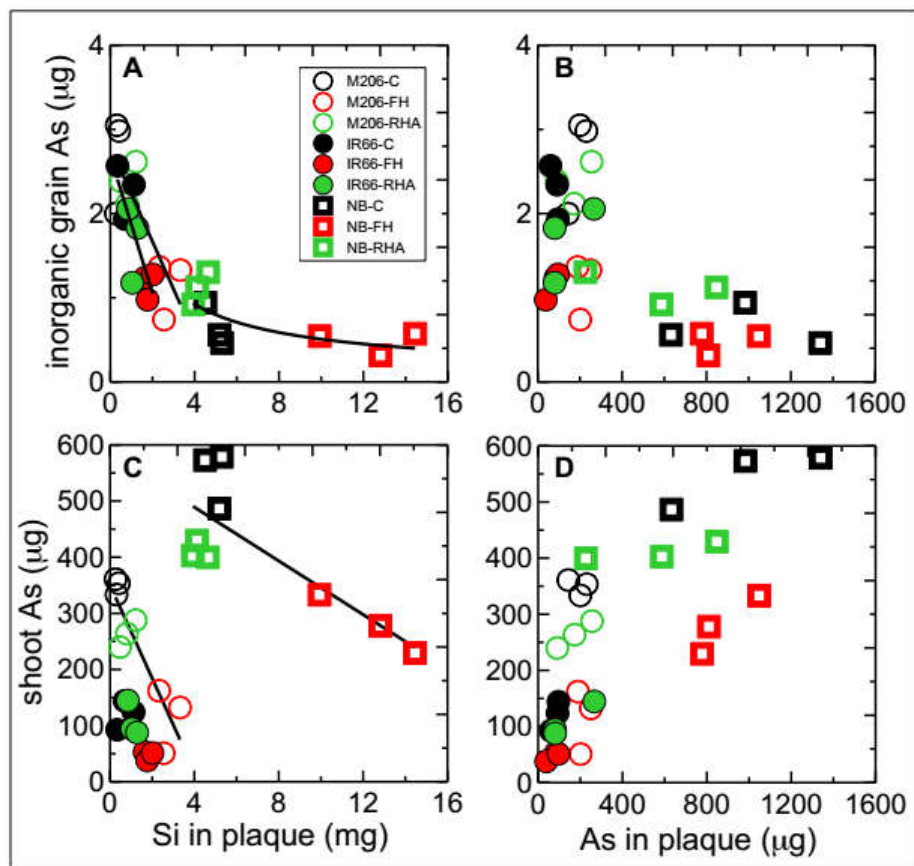 4
A
B
M206-C
M206-FH
M206-RHA
IR66-C
IR66-FH
IR66-RHA
NB-C
NB-FH
NB-RHA
inorganic grain As (µg)
2
0
0 4 8 12 16
0 400 800 1200 1600
600
C
D
500
400
300
200
100
0
shoot As (µg)
600
500
400
300
200
100
0
0 4 8 12 16
0 400 800 1200 1600
Si in plaque (mg)
As in plaque (µg)